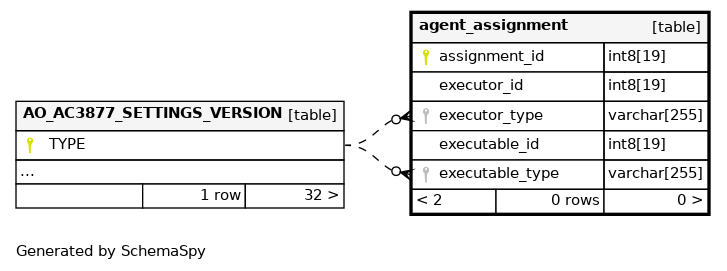 agent_assignment [table]
assignment_id int8[19]
executor_id int8[19]
executor_type varchar[255]
executable_id int8[19]
executable_type varchar[255]
< 2 0 rows 0 >
AO_AC3877_SETTINGS_VERSION [table]
TYPE
...
1 row 32 >
Generated by SchemaSpy